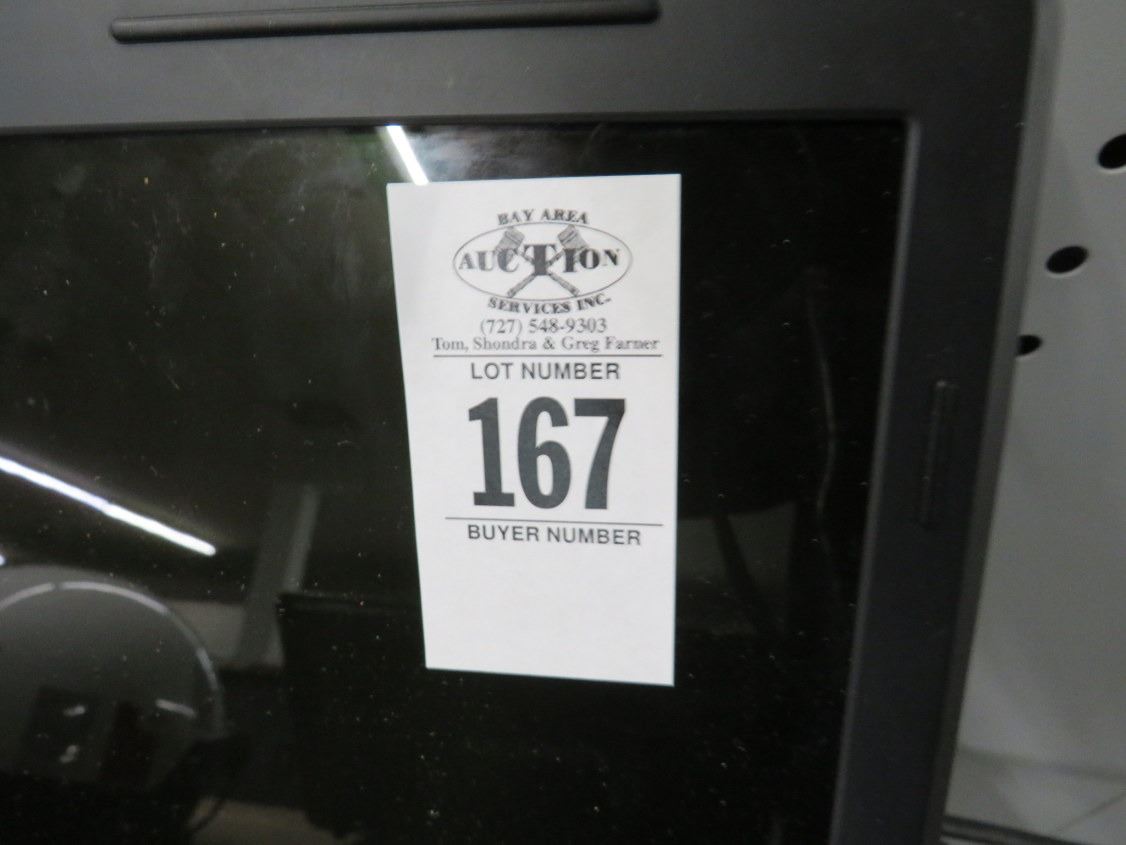 BAY AREA
AUCTION
SERVICES INC.
(727) 548-9303
Tom, Shondra & Greg Farner
LOT NUMBER
167
BUYER NUMBER